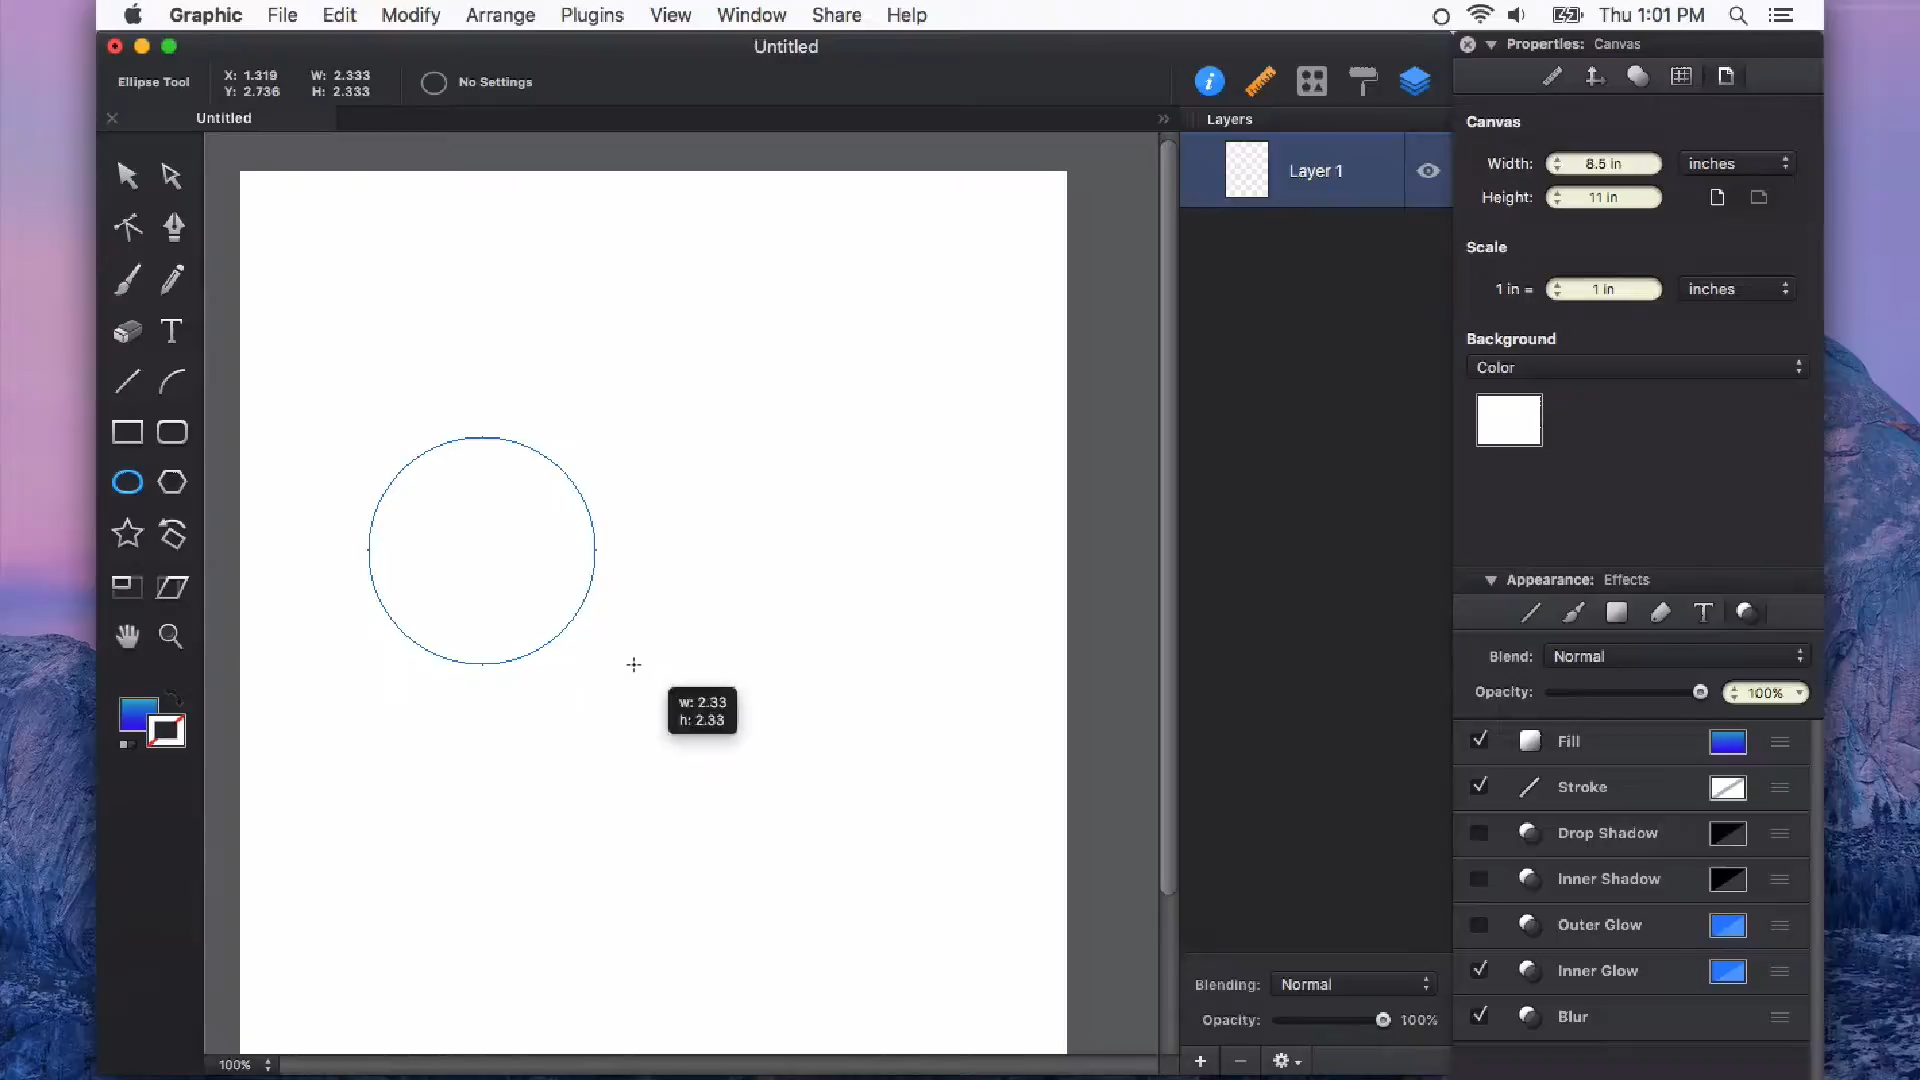 Graphic File Edit Modify Arrange Plugins View Window Share Help Thu 1:01 PM
Untitled
Properties: Canvas
Ellipse Tool X: 1.319 W: 2.333 No Settings
Y: 2.736 H: 2.333
Untitled
Layers
Layer 1
Canvas
Width: 8.5 in inches
Height: 11 in
Scale
1 in = 1 in inches
Background
Color
w: 2.33
h: 2.33
Appearance: Effects
Blend: Normal
Opacity: 100%
Fill
Stroke
Drop Shadow
Inner Shadow
Outer Glow
Inner Glow
Blur
Blending: Normal
Opacity: 100%
100%